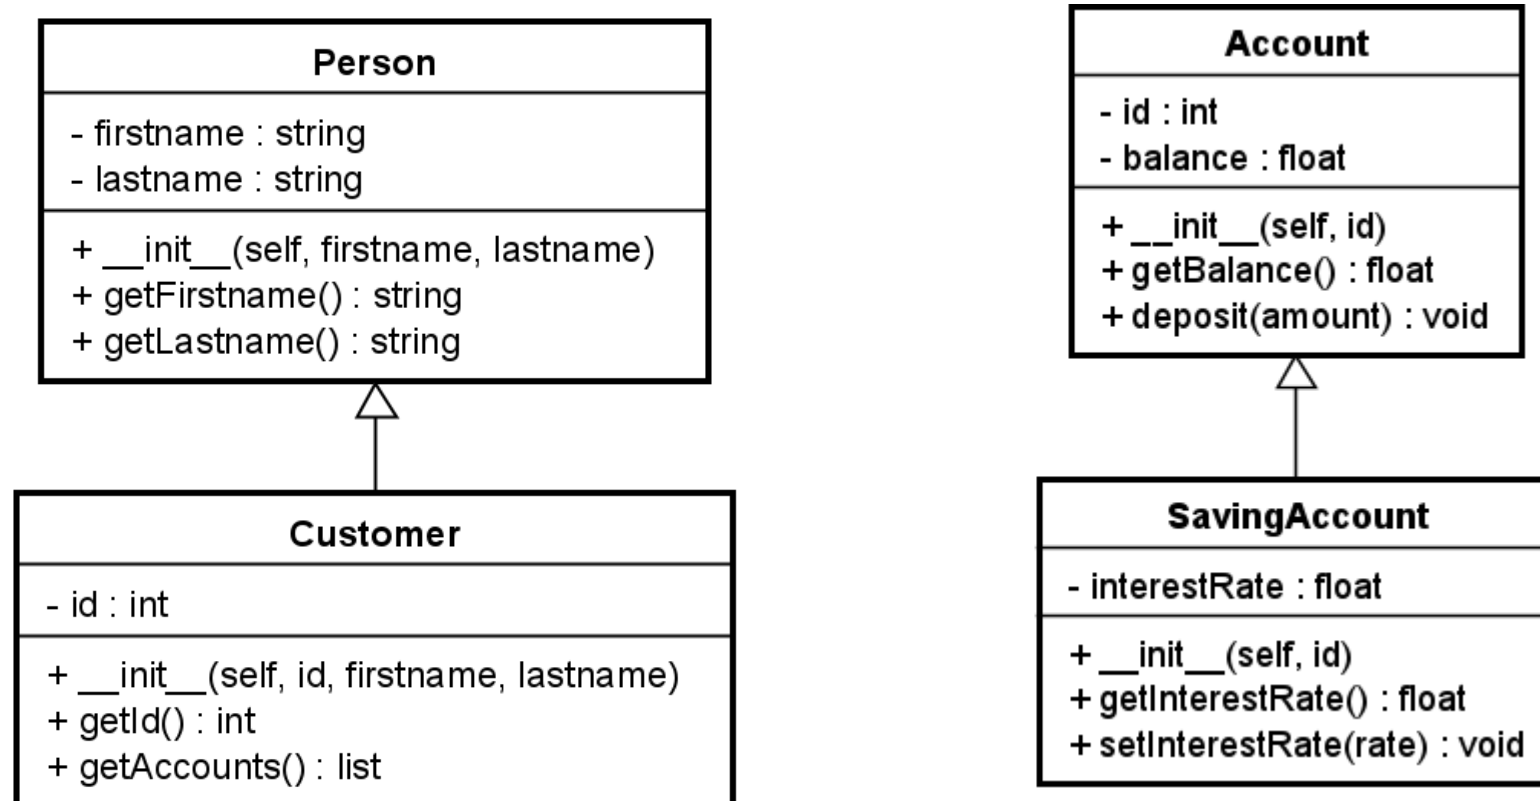 Person
- firstname : string
- lastname : string
+ __init__(self, firstname, lastname)
+ getFirstname() : string
+ getLastname() : string
Customer
- id : int
+ __init__(self, id, firstname, lastname)
+ getId() : int
+ getAccounts() : list
Account
- id : int
- balance : float
+ __init__(self, id)
+ getBalance() : float
+ deposit(amount) : void
SavingAccount
- interestRate : float
+ __init__(self, id)
+ getInterestRate() : float
+ setInterestRate(rate) : void